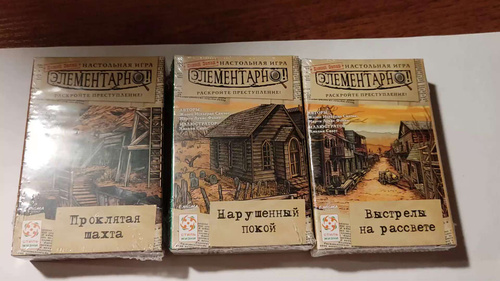 НАСТОЛЬНАЯ ИГРА
ЭЛЕМЕНТАРНО!
РАСКРОЙТЕ ПРЕСТУПЛЕНИЕ!
Проклятая
шахта
НАСТОЛЬНАЯ ИГРА
ЭЛЕМЕНТАРНО!
РАСКРОЙТЕ ПРЕСТУПЛЕНИЕ!
Нарушенный
покой
НАСТОЛЬНАЯ ИГРА
ЭЛЕМЕНТАРНО!
РАСКРОЙТЕ ПРЕСТУПЛЕНИЕ!
Выстрелы
на рассвете